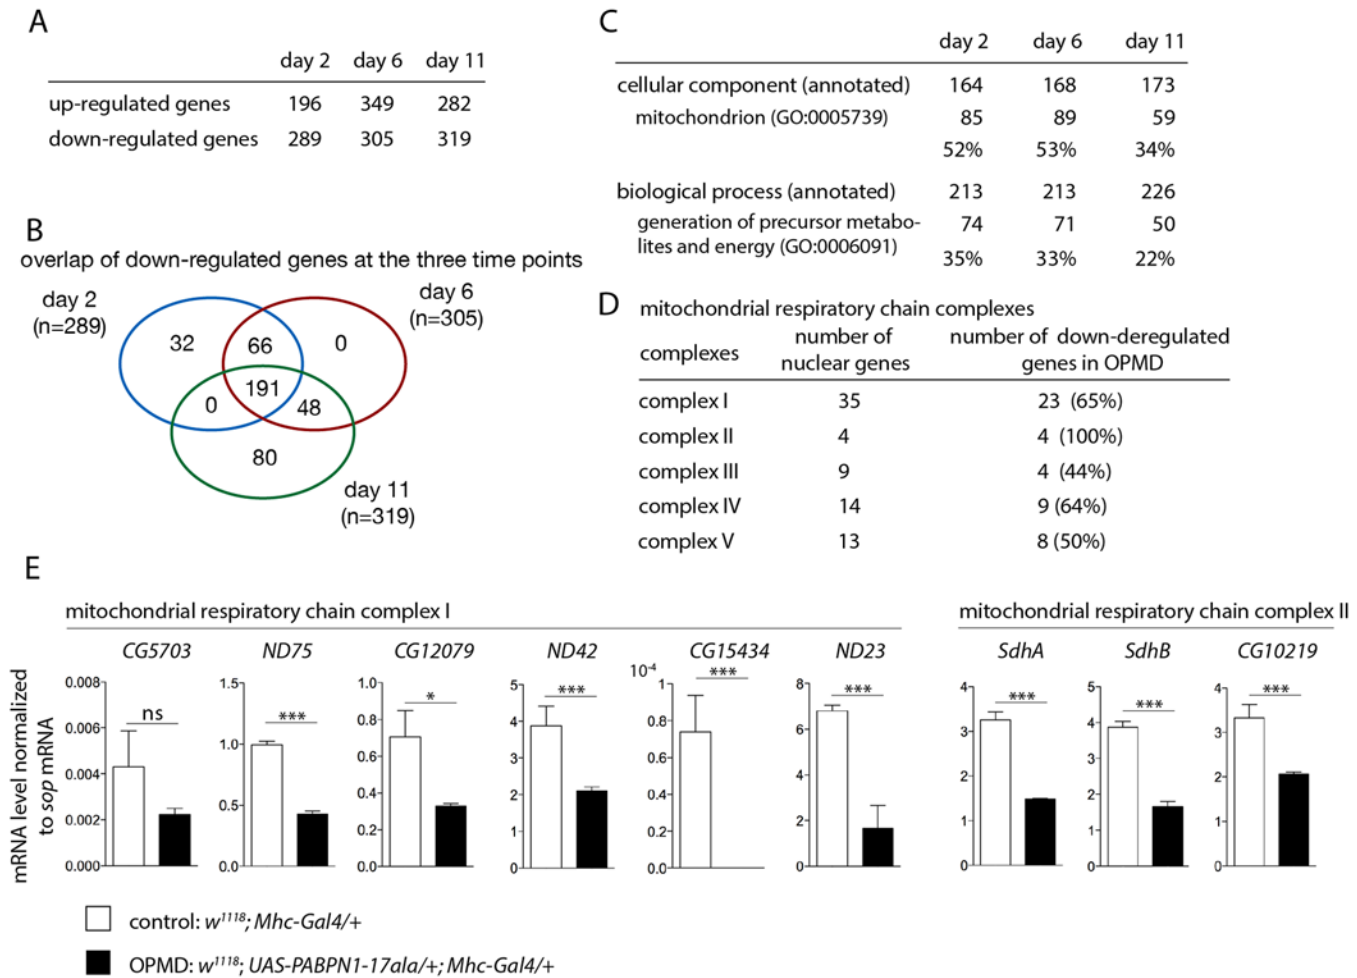 A
day 2 day 6 day 11
up-regulated genes 196 349 282
down-regulated genes 289 305 319
B
overlap of down-regulated genes at the three time points
day 2
(n=289)
day 6
(n=305)
32 66 0
191
0 48
80
day 11
(n=319)
C
day 2 day 6 day 11
cellular component (annotated) 164 168 173
mitochondrion (GO:0005739) 85 89 59
52% 53% 34%
biological process (annotated) 213 213 226
generation of precursor metabo-
lites and energy (GO:0006091)
74 71 50
35% 33% 22%
D mitochondrial respiratory chain complexes
complexes
number of
nuclear genes
number of down-deregulated
genes in OPMD
complex I 35 23 (65%)
complex II 4 4 (100%)
complex III 9 4 (44%)
complex IV 14 9 (64%)
complex V 13 8 (50%)
E
mitochondrial respiratory chain complex I
mitochondrial respiratory chain complex II
mRNA level normalized
to sop mRNA
CG5703
0.008
0.006
0.004
0.002
0.000
ns
ND75
1.5
1.0
0.5
0.0
***
CG12079
1.0
0.8
0.6
0.4
0.2
0.0
*
ND42
5
4
3
2
1
0
***
CG15434
10-4
1
0.8
0.6
0.4
0.2
0
***
ND23
8
6
4
23
0
***
SdhA
4
3
2
1
0
***
SdhB
5
4
3
2
1
0
***
CG10219
4
3
2
1
0
***
control: w1118; Mhc-Gal4/+
OPMD: w1118; UAS-PABPN1-17ala/+; Mhc-Gal4/+